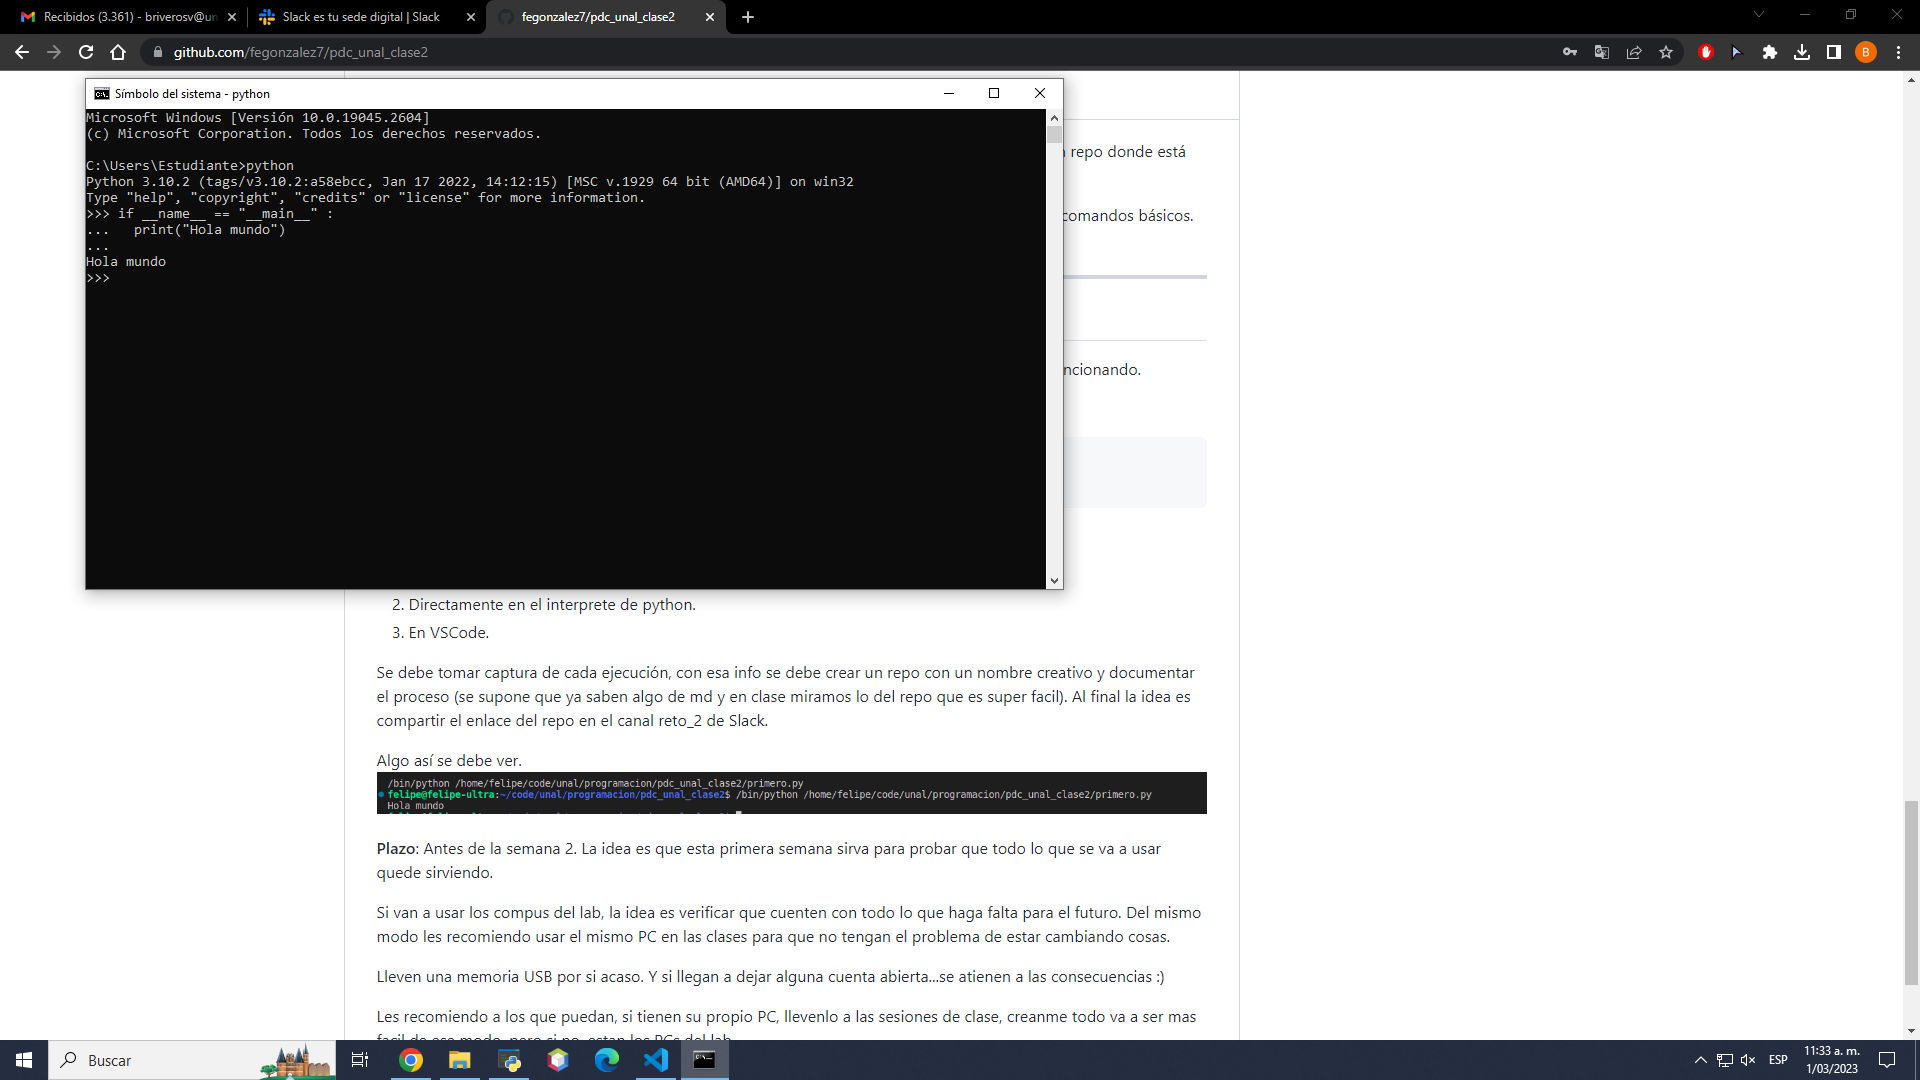 Recibidos (3.361) - briverosv@un
Slack es tu sede digital | Slack
fegonzalez7/pdc_unal_clase2
github.com/fegonzalez7/pdc_unal_clase2
B
Símbolo del sistema - python
Microsoft Windows [Versión 10.0.19045.2604]
(c) Microsoft Corporation. Todos los derechos reservados.
C:\Users\Estudiante>python
Python 3.10.2 (tags/v3.10.2:a58ebcc, Jan 17 2022, 14:12:15) [MSC v.1929 64 bit (AMD64)] on win32
Type "help", "copyright", "credits" or "license" for more information.
>>> if __name__ == "__main__" :
...   print("Hola mundo")
...
Hola mundo
>>>
repo donde está
comandos básicos.
ncionando.
2. Directamente en el interprete de python.
3. En VSCode.
Se debe tomar captura de cada ejecución, con esa info se debe crear un repo con un nombre creativo y documentar
el proceso (se supone que ya saben algo de md y en clase miramos lo del repo que es super facil). Al final la idea es
compartir el enlace del repo en el canal reto_2 de Slack.
Algo así se debe ver.
/bin/python /home/felipe/code/unal/programacion/pdc_unal_clase2/primero.py
felipe@felipe-ultra:~/code/unal/programacion/pdc_unal_clase2$ /bin/python /home/felipe/code/unal/programacion/pdc_unal_clase2/primero.py
Hola mundo
Plazo: Antes de la semana 2. La idea es que esta primera semana sirva para probar que todo lo que se va a usar
quede sirviendo.
Si van a usar los compus del lab, la idea es verificar que cuenten con todo lo que haga falta para el futuro. Del mismo
modo les recomiendo usar el mismo PC en las clases para que no tengan el problema de estar cambiando cosas.
Lleven una memoria USB por si acaso. Y si llegan a dejar alguna cuenta abierta...se atienen a las consecuencias :)
Les recomiendo a los que puedan, si tienen su propio PC, llevenlo a las sesiones de clase, creanme todo va a ser mas
facil de ese modo, pero si no, estan los PCs del lab.
Buscar
ESP
11:33 a. m.
1/03/2023